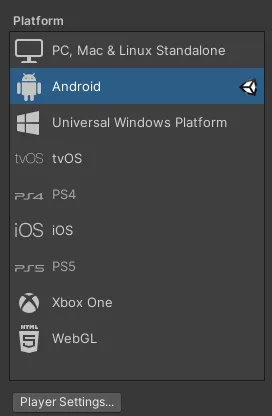 Platform
PC, Mac & Linux Standalone
Android
Universal Windows Platform
tvOS tvOS
PS4 PS4
iOS iOS
PS5 PS5
Xbox One
HTML 5 WebGL
Player Settings...